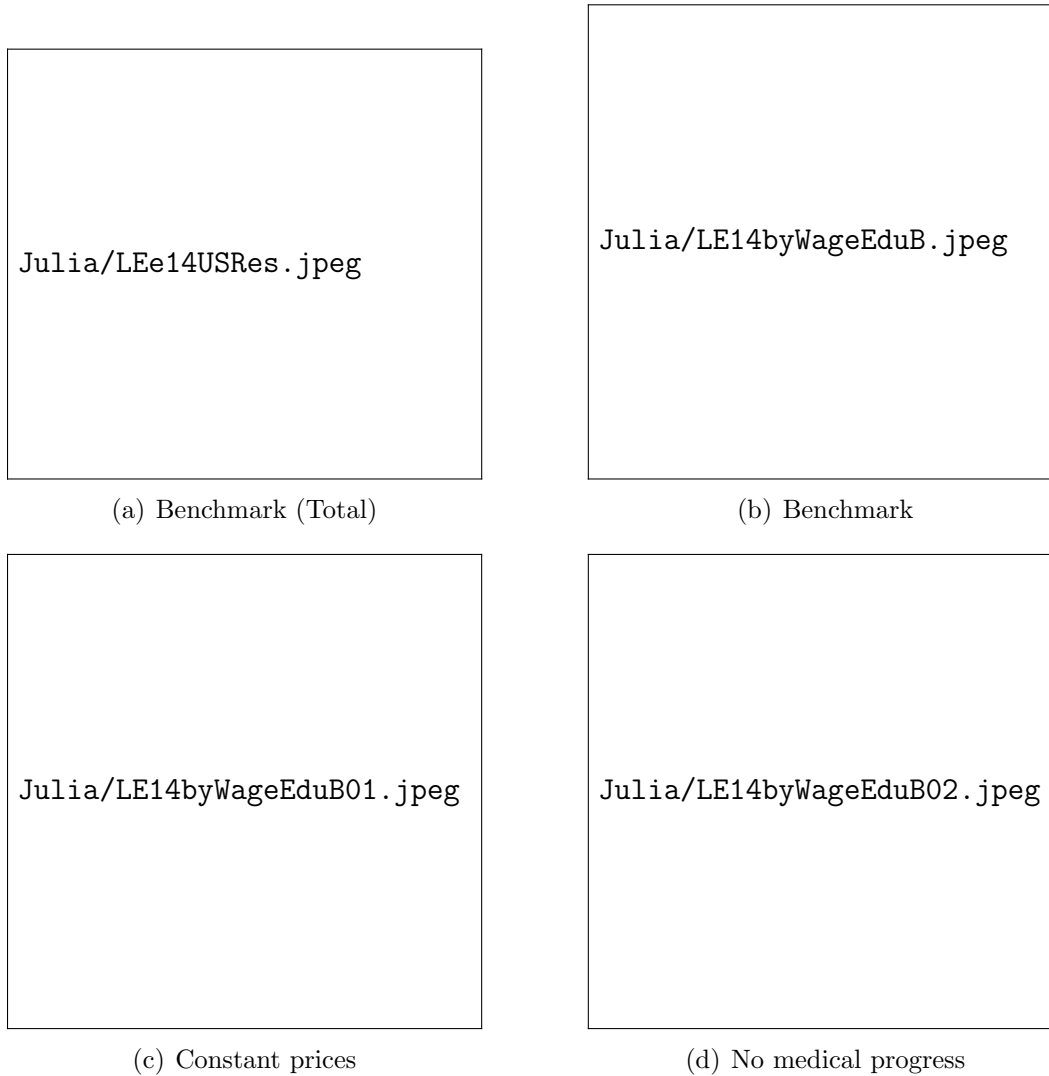 Julia/LEe14USRes.jpeg
(a) Benchmark (Total)
Julia/LE14byWageEduB.jpeg
(b) Benchmark
Julia/LE14byWageEduB01.jpeg
(c) Constant prices
Julia/LE14byWageEduB02.jpeg
(d) No medical progress